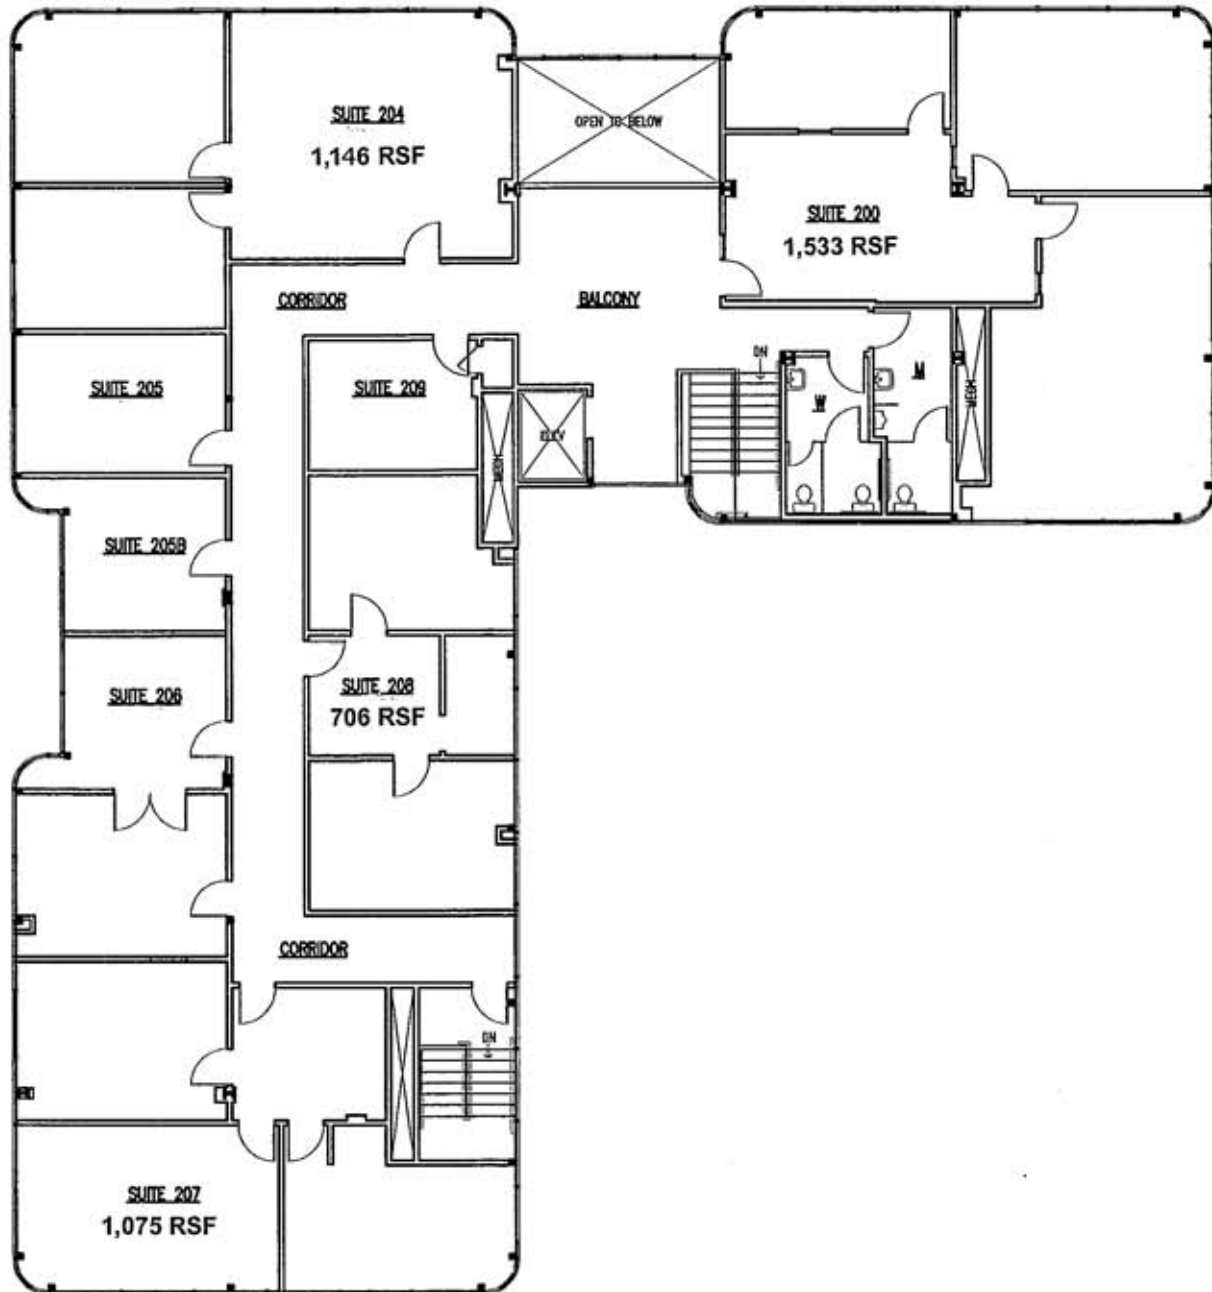 SUITE 204
1,146 RSF
OPEN TO BELOW
SUITE 200
1,533 RSF
CORRIDOR
BALCONY
SUITE 205
SUITE 209
DN
M
W
MECH
ELEV
MECH
SUITE 205B
SUITE 206
SUITE 208
706 RSF
CORRIDOR
DN
SUITE 207
1,075 RSF